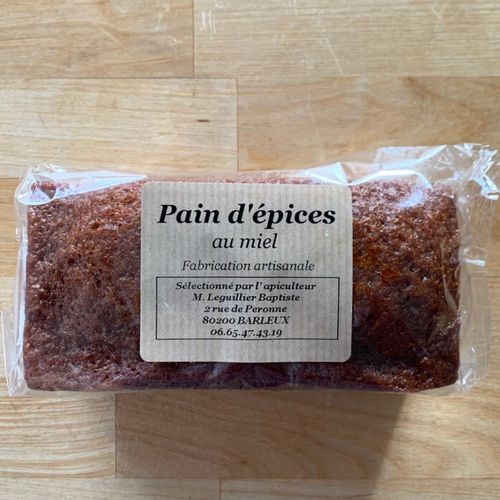 Pain d'épices
au miel
Fabrication artisanale
Sélectionné par l' apiculteur
M. Leguillier Baptiste
2 rue de Peronne
80200 BARLEUX
06.65.47.43.19